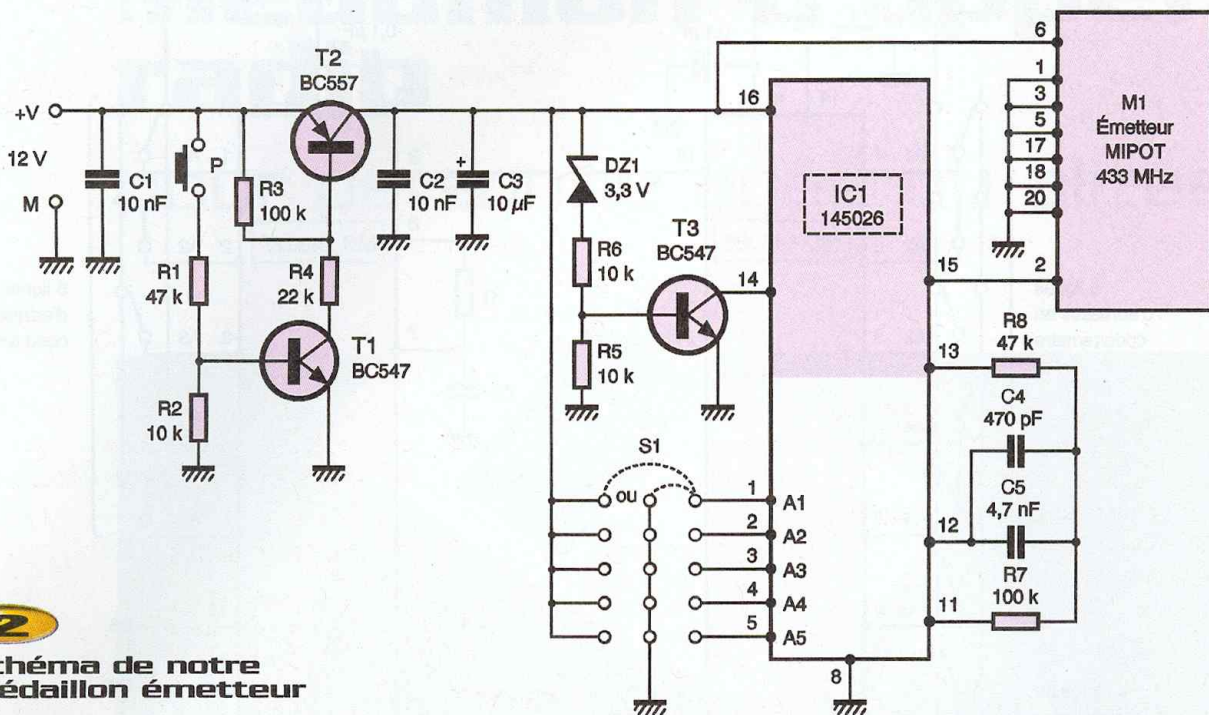 T2
BC557
+V
12 V
M
C1
10 nF
P
R3
100 k
C2
10 nF
+
C3
10 µF
R1
47 k
R4
22 k
T1
BC547
R2
10 k
DZ1
3,3 V
R6
10 k
T3
BC547
R5
10 k
S1
ou
16
14
IC1
145026
15
13
12
11
8
1
A1
2
A2
3
A3
4
A4
5
A5
6
1
3
5
17
18
20
2
M1
Émetteur
MIPOT
433 MHz
R8
47 k
C4
470 pF
C5
4,7 nF
R7
100 k
2
chéma de notre
édaillon émetteur